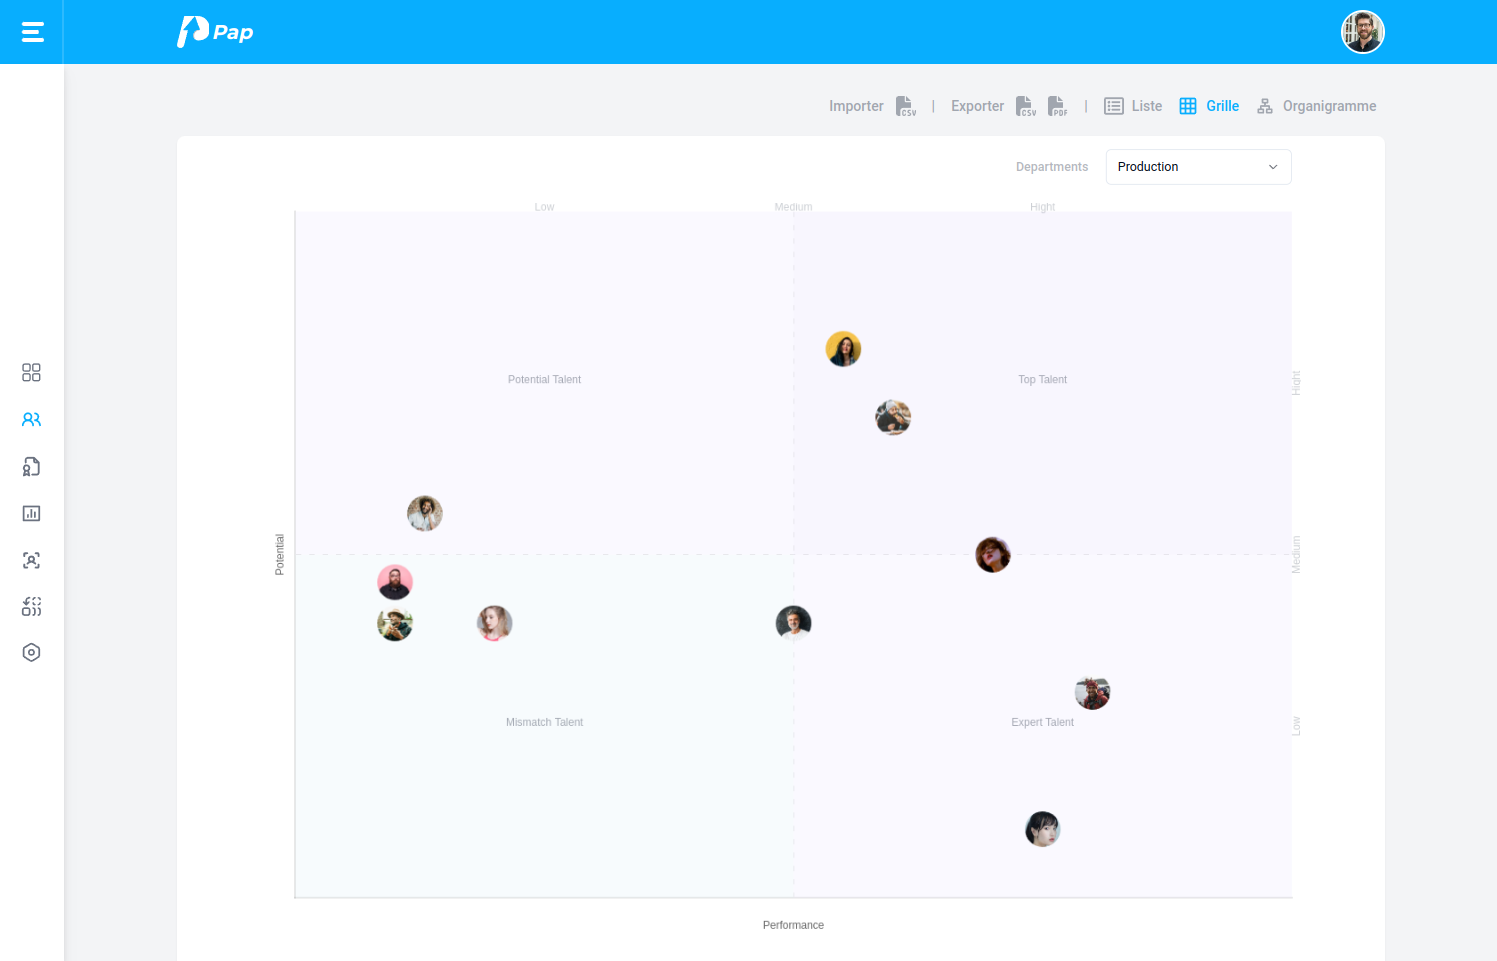 Pap
Importer CSV | Exporter CSV PDF | Liste Grille Organigramme
Departments Production
Low Medium Hight
Potential Talent Top Talent
Hight
Potential
Medium
Mismatch Talent Expert Talent
Low
Performance